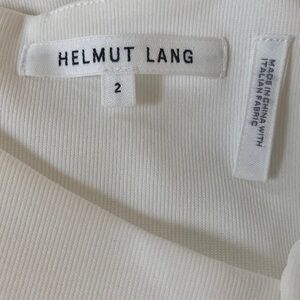 HELMUT LANG
2
MADE IN CHINA WITH
ITALIAN FABRIC